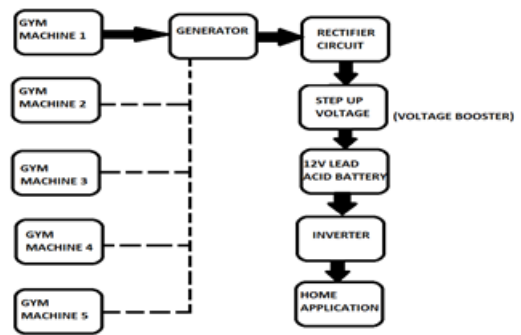 GYM
MACHINE 1
GENERATOR
RECTIFIER
CIRCUIT
GYM
MACHINE 2
STEP UP
VOLTAGE
(VOLTAGE BOOSTER)
GYM
MACHINE 3
12V LEAD
ACID BATTERY
GYM
MACHINE 4
INVERTER
GYM
MACHINE 5
HOME
APPLICATION